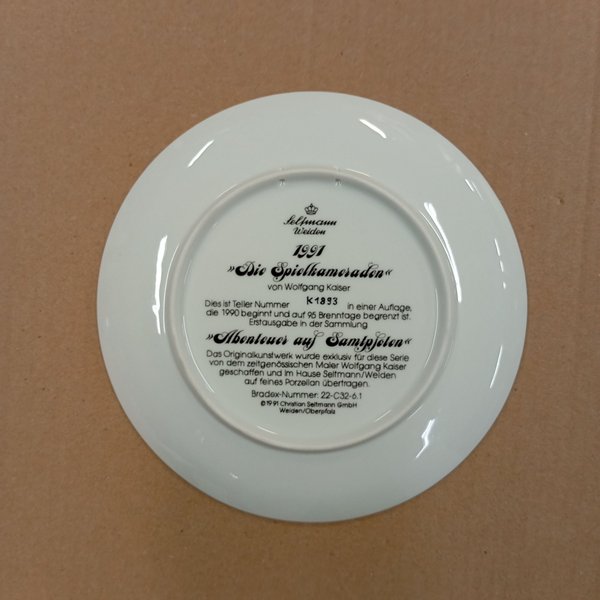 Seltmann
Weiden
1991
»Die Spielkameraden«
von Wolfgang Kaiser
Dies ist Teller Nummer K1893 in einer Auflage,
die 1990 beginnt und auf 95 Brenntage begrenzt ist.
Erstausgabe in der Sammlung
»Abenteuer auf Samtpfoten«
Das Originalkunstwerk wurde exklusiv für diese Serie
von dem zeitgenössischen Maler Wolfgang Kaiser
geschaffen und im Hause Seltmann/Weiden
auf feines Porzellan übertragen.
Bradex-Nummer: 22-C32-6.1
©1991 Christian Seltmann GmbH
Weiden/Oberpfalz